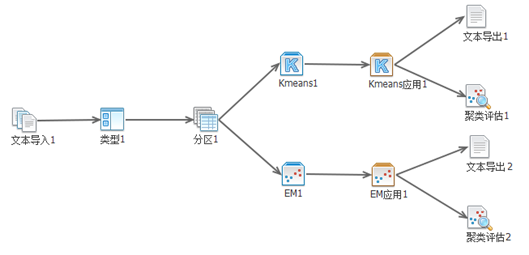 文本导出1
Kmeans1
Kmeans应用1
聚类评估1
文本导入1
类型1
分区1
文本导出2
EM1
EM应用1
聚类评估2